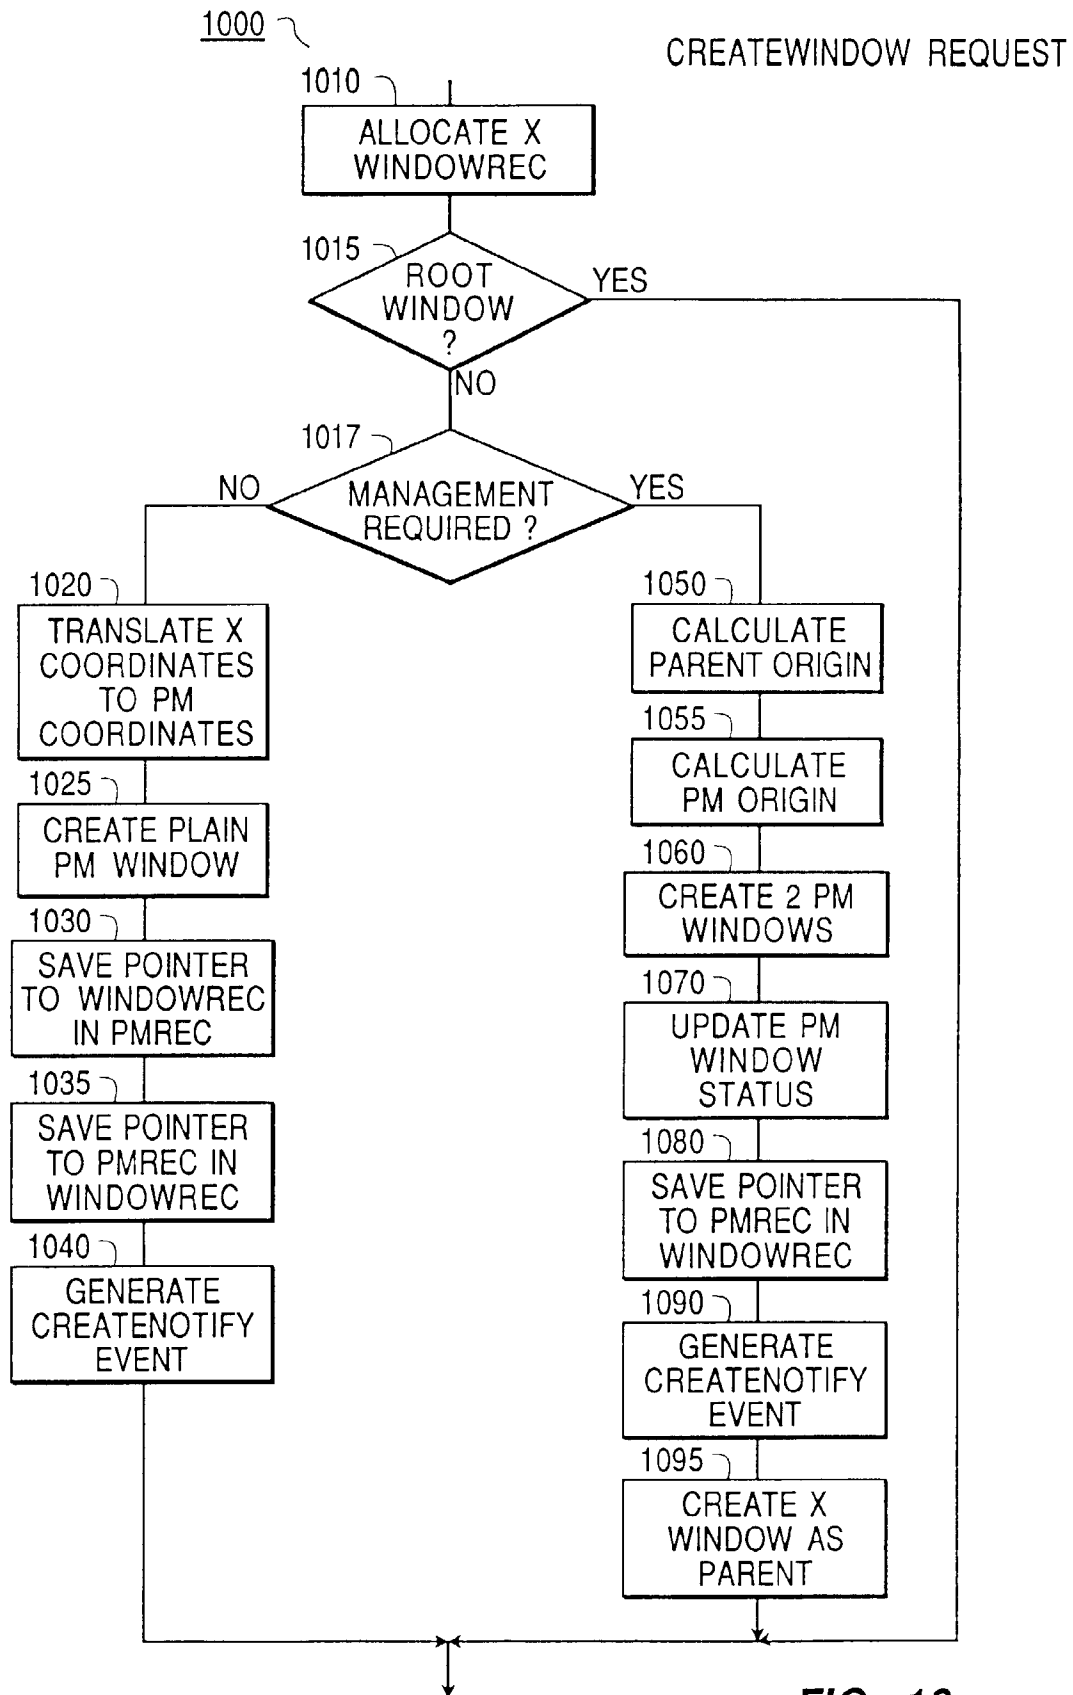 1000
CREATEWINDOW REQUEST
1010
ALLOCATE X
WINDOWREC
1015
ROOT
WINDOW
?
YES
NO
1017
MANAGEMENT
REQUIRED ?
NO
YES
1020
TRANSLATE X
COORDINATES
TO PM
COORDINATES
1025
CREATE PLAIN
PM WINDOW
1030
SAVE POINTER
TO WINDOWREC
IN PMREC
1035
SAVE POINTER
TO PMREC IN
WINDOWREC
1040
GENERATE
CREATENOTIFY
EVENT
1050
CALCULATE
PARENT ORIGIN
1055
CALCULATE
PM ORIGIN
1060
CREATE 2 PM
WINDOWS
1070
UPDATE PM
WINDOW
STATUS
1080
SAVE POINTER
TO PMREC IN
WINDOWREC
1090
GENERATE
CREATENOTIFY
EVENT
1095
CREATE X
WINDOW AS
PARENT
FIG.